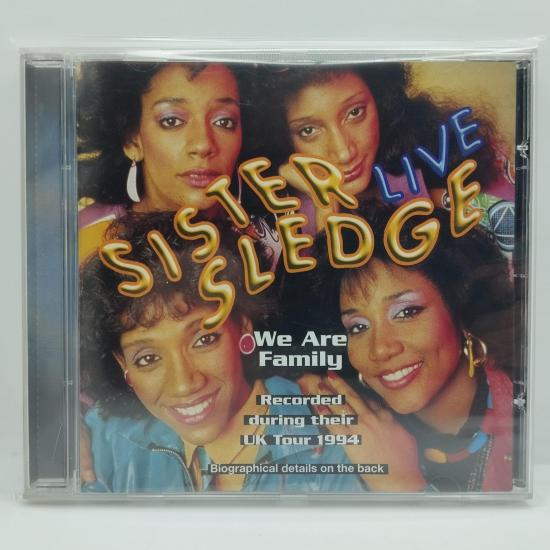 SISTER
SLEDGE
LIVE
We Are
Family
Recorded
during their
UK Tour 1994
Biographical details on the back